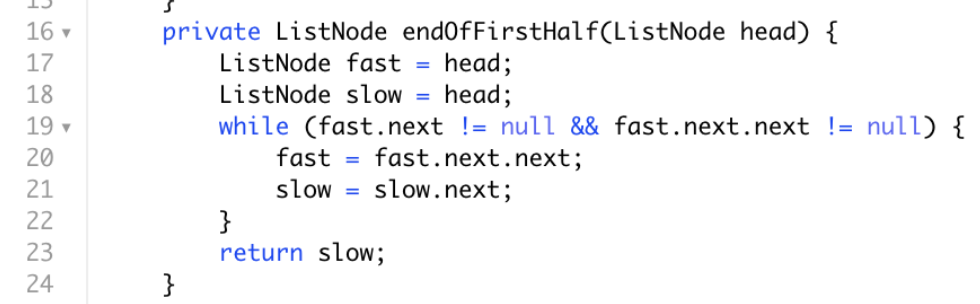 15 }
16 ▾ private ListNode endOfFirstHalf(ListNode head) {
17 ListNode fast = head;
18 ListNode slow = head;
19 ▾ while (fast.next != null && fast.next.next != null) {
20 fast = fast.next.next;
21 slow = slow.next;
22 }
23 return slow;
24 }